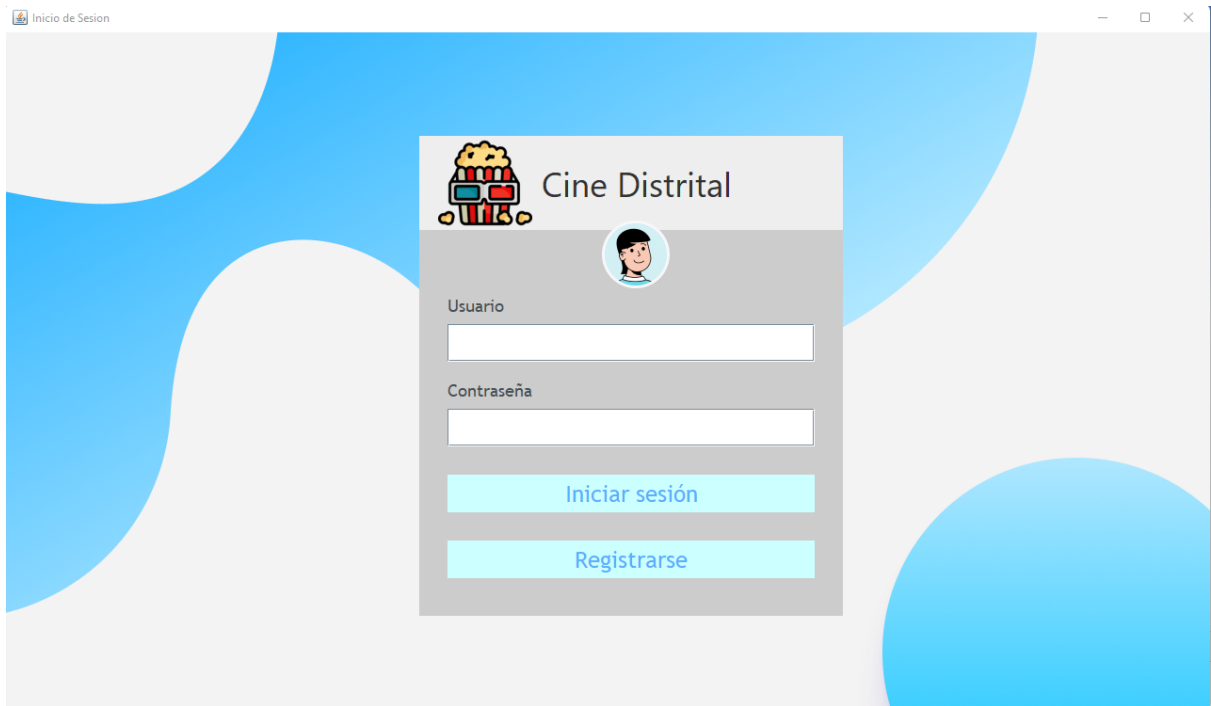 Inicio de Sesion
Cine Distrital
Usuario
Contraseña
Iniciar sesión
Registrarse